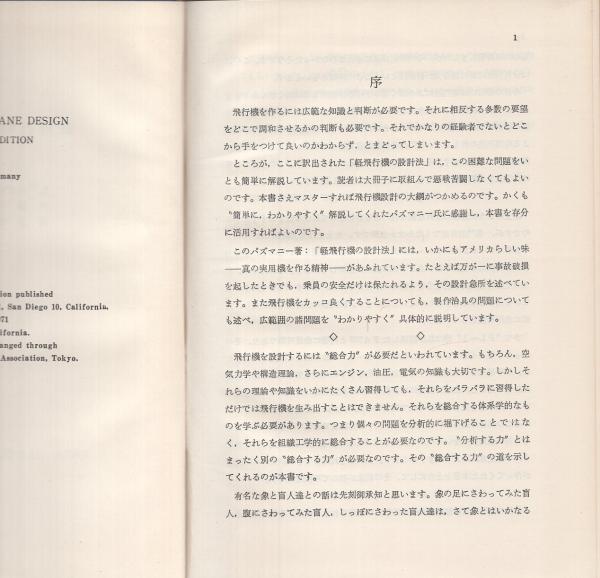 ANE DESIGN
DITION
many
ion published
, San Diego 10, California.
71
ifornia.
anged through
Association, Tokyo.
1
序
飛行機を作るには広範な知識と判断が必要です。それに相反する多数の要望
をどこで調和させるかの判断も必要です。それでかなりの経験者でないとどこ
から手をつけて良いのかわからず、とまどってしまいます。
ところが、ここに訳出された「軽飛行機の設計法」は、この困難な問題をい
とも簡単に解説しています。読者は大冊子に取組んで悪戦苦闘しなくてもよい
のです。本書さえマスターすれば飛行機設計の大綱がつかめるのです。かくも
〝簡単に、わかりやすく〞解説してくれたパズマニー氏に感謝し、本書を存分
に活用すればよいのです。
このパズマニー著:「軽飛行機の設計法」には、いかにもアメリカらしい味
──真の実用機を作る精神──があふれています。たとえば万が一に事故破損
を起したときでも、乗員の安全だけは保たれるよう、その設計急所を述べてい
ます。また飛行機をカッコ良くすることについても、製作治具の問題について
も述べ、広範囲の諸問題を〝わかりやすく〞具体的に説明しています。
◇ ◇
飛行機を設計するには〝総合力〞が必要だといわれています。もちろん、空
気力学や構造理論、さらにエンジン、油圧、電気の知識も大切です。しかしそ
れらの理論や知識をいかにたくさん習得しても、それらをバラバラに習得した
だけでは飛行機を生み出すことはできません。それらを総合する体系学的なも
のを学ぶ必要があります。つまり個々の問題を分析的に堀下げることではな
く、それらを組織工学的に総合することが必要なのです。〝分析する力〞とは
まったく別の〝総合する力〞が必要なのです。その〝総合する力〞の道を示し
てくれるのが本書です。
有名な象と盲人達との話は先刻御承知と思います。象の足にさわってみた盲
人、腹にさわってみた盲人、しっぽにさわった盲人達は、さて象とはいかなる